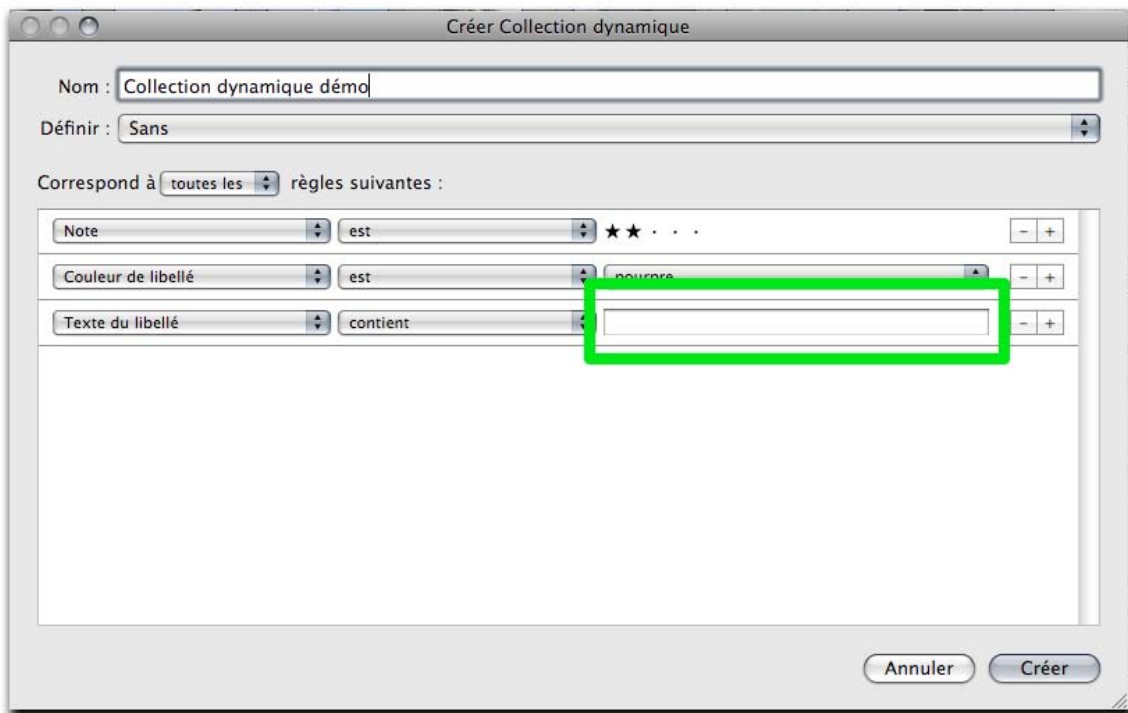 Créer Collection dynamique
Nom : Collection dynamique démo
Définir : Sans
Correspond à toutes les règles suivantes :
Note est ★★ · · · - +
Couleur de libellé est pourpre - +
Texte du libellé contient - +
Annuler Créer